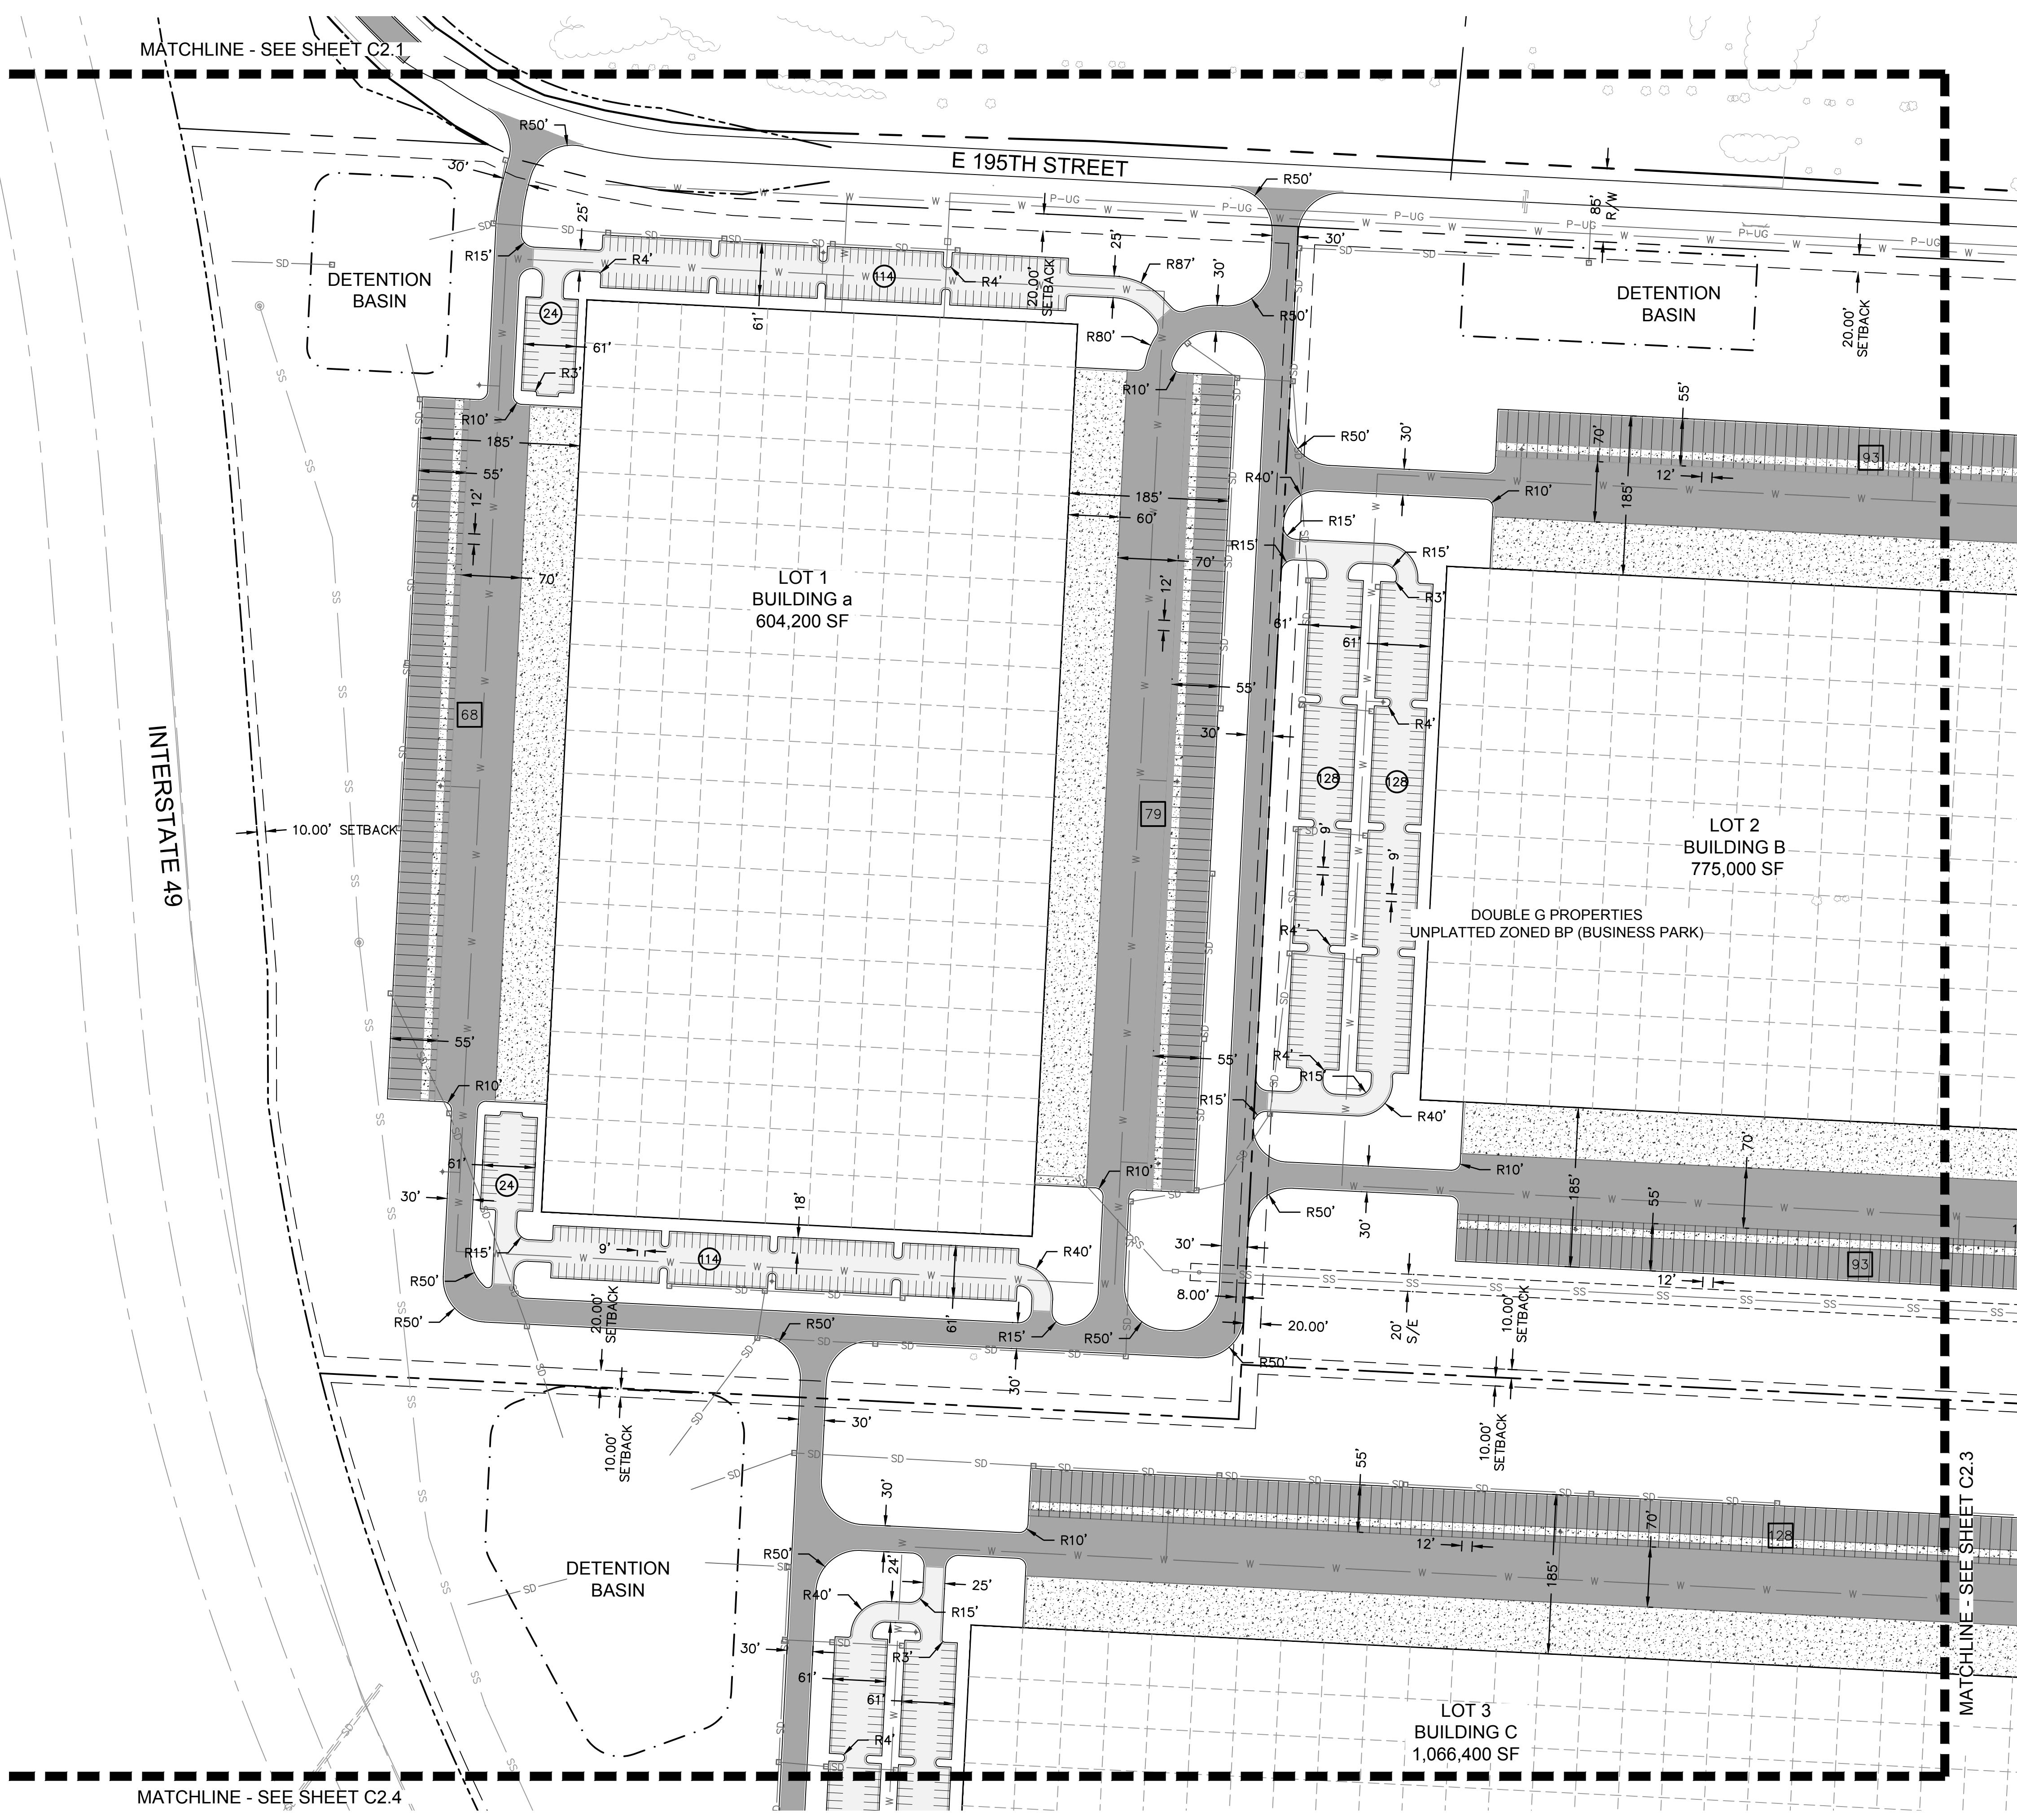 MATCHLINE - SEE SHEET C2.1
E 195TH STREET
R50'
30'
25'
R15'
R4'
SD
W
P-UG
R50'
30'
85'
R/W
DETENTION
BASIN
24
61'
R3'
114
61'
R4'
20.00'
SETBACK
25'
R87'
30'
R50'
R80'
R10'
DETENTION
BASIN
20.00'
SETBACK
R10'
185'
55'
12'
70'
68
55'
R10'
LOT 1
BUILDING a
604,200 SF
185'
60'
70'
12'
55'
79
55'
R10'
30'
R50'
30'
R40'
R10'
R15'
R15'
R15'
R3'
61'
61'
R4'
128
128
9'
9'
R4'
R4'
R15'
R15'
R40'
55'
70'
12'
185'
93
LOT 2
BUILDING B
775,000 SF
DOUBLE G PROPERTIES
UNPLATTED ZONED BP (BUSINESS PARK)
INTERSTATE 49
10.00' SETBACK
SS
61'
24
30'
R15'
R50'
R50'
9'
114
18'
61'
R40'
R15'
R50'
R50'
30'
20.00'
SETBACK
10.00'
SETBACK
30'
30'
8.00'
20.00'
R50'
R50'
30'
R10'
185'
55'
70'
12'
93
20'
S/E
10.00'
SETBACK
10.00'
SETBACK
DETENTION
BASIN
30'
R50'
R10'
24'
25'
R40'
R15'
R3'
30'
61'
61'
R4'
55'
12'
185'
70'
128
LOT 3
BUILDING C
1,066,400 SF
MATCHLINE - SEE SHEET C2.3
MATCHLINE - SEE SHEET C2.4